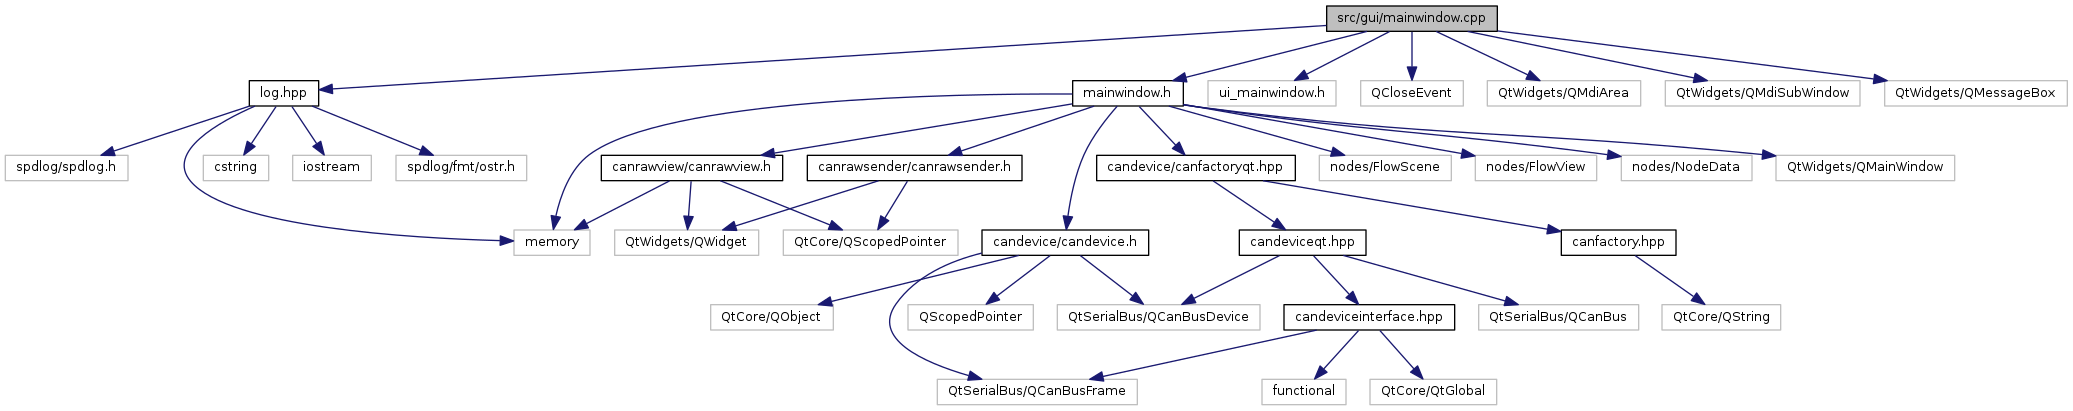 src/gui/mainwindow.cpp
log.hpp
mainwindow.h
ui_mainwindow.h
QCloseEvent
QtWidgets/QMdiArea
QtWidgets/QMdiSubWindow
QtWidgets/QMessageBox
spdlog/spdlog.h
cstring
iostream
spdlog/fmt/ostr.h
canrawview/canrawview.h
canrawsender/canrawsender.h
candevice/canfactoryqt.hpp
nodes/FlowScene
nodes/FlowView
nodes/NodeData
QtWidgets/QMainWindow
memory
QtWidgets/QWidget
QtCore/QScopedPointer
candevice/candevice.h
candeviceqt.hpp
canfactory.hpp
QtCore/QObject
QScopedPointer
QtSerialBus/QCanBusDevice
candeviceinterface.hpp
QtSerialBus/QCanBus
QtCore/QString
QtSerialBus/QCanBusFrame
functional
QtCore/QtGlobal